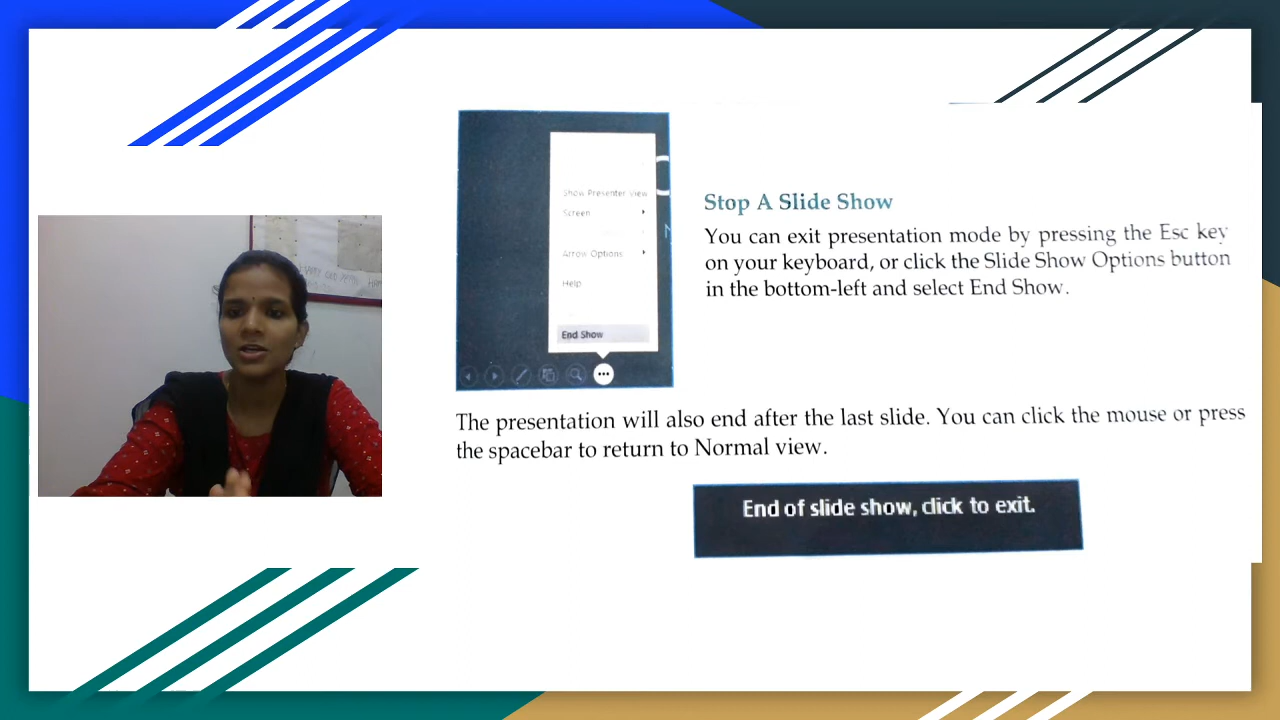 Show Presenter View
Screen
Arrow Options
Help
End Show
Stop A Slide Show
You can exit presentation mode by pressing the Esc key
on your keyboard, or click the Slide Show Options button
in the bottom-left and select End Show.
The presentation will also end after the last slide. You can click the mouse or press
the spacebar to return to Normal view.
End of slide show, click to exit.